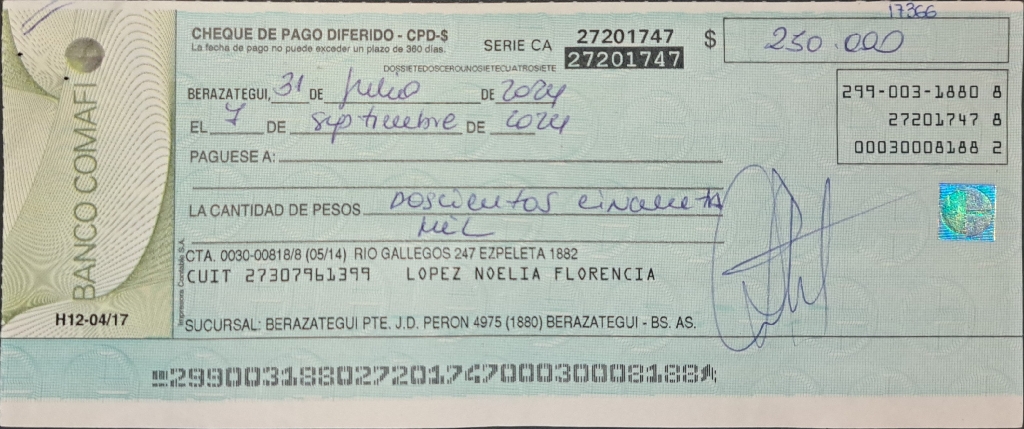 17366
CHEQUE DE PAGO DIFERIDO - CPD-$
La fecha de pago no puede exceder un plazo de 360 días.
SERIE CA 27201747
27201747
$ 250.000
DOSSIETEDOSCEROUNOSIETECUATROSIETE
BERAZATEGUI, 31 DE Julio DE 2024
EL 7 DE Septiembre DE 2024
299-003-1880 8
27201747 8
00030008188 2
PAGUESE A:
LA CANTIDAD DE PESOS Doscientos cincuenta
mil
CTA. 0030-00818/8 (05/14) RIO GALLEGOS 247 EZPELETA 1882
CUIT 27307961399 LOPEZ NOELIA FLORENCIA
SUCURSAL: BERAZATEGUI PTE. J.D. PERON 4975 (1880) BERAZATEGUI - BS. AS.
BANCO COMAFI
H12-04/17
Impresora Contable S.A.
29900318802720174700030008188